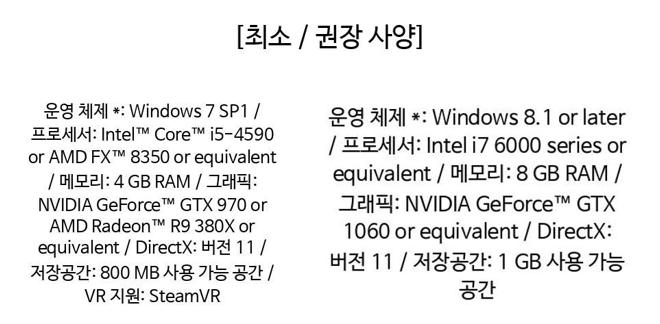 [최소 / 권장 사양]
운영 체제 *: Windows 7 SP1 /
프로세서: Intel™ Core™ i5-4590
or AMD FX™ 8350 or equivalent
/ 메모리: 4 GB RAM / 그래픽:
NVIDIA GeForce™ GTX 970 or
AMD Radeon™ R9 380X or
equivalent / DirectX: 버전 11 /
저장공간: 800 MB 사용 가능 공간 /
VR 지원: SteamVR
운영 체제 *: Windows 8.1 or later
/ 프로세서: Intel i7 6000 series or
equivalent / 메모리: 8 GB RAM /
그래픽: NVIDIA GeForce™ GTX
1060 or equivalent / DirectX:
버전 11 / 저장공간: 1 GB 사용 가능
공간